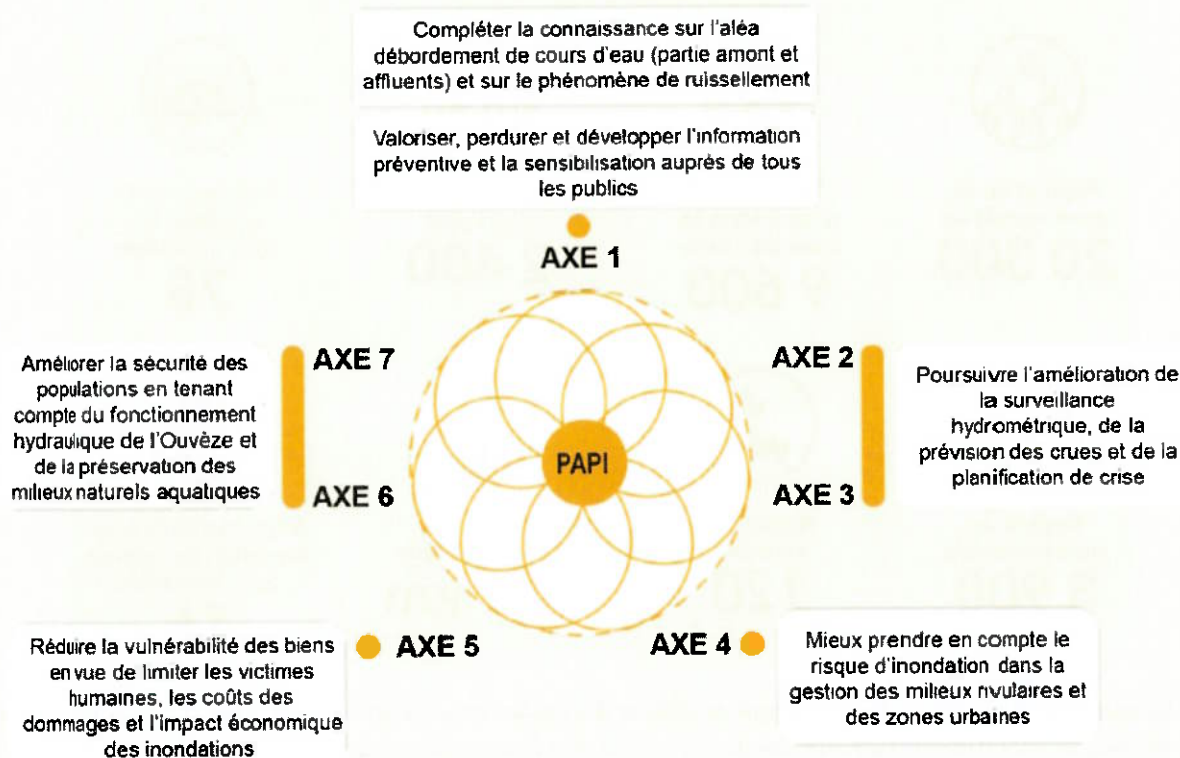 Compléter la connaissance sur l'aléa
débordement de cours d'eau (partie amont et
affluents) et sur le phénomène de ruissellement
Valoriser, perdurer et développer l'information
préventive et la sensibilisation auprès de tous
les publics
AXE 1
AXE 7
AXE 2
Améliorer la sécurité des
populations en tenant
compte du fonctionnement
hydraulique de l'Ouvèze et
de la préservation des
milieux naturels aquatiques
Poursuivre l'amélioration de
la surveillance
hydrométrique, de la
prévision des crues et de la
planification de crise
PAPI
AXE 6
AXE 3
AXE 5
AXE 4
Réduire la vulnérabilité des biens
en vue de limiter les victimes
humaines, les coûts des
dommages et l'impact économique
des inondations
Mieux prendre en compte le
risque d'inondation dans la
gestion des milieux rivulaires et
des zones urbaines